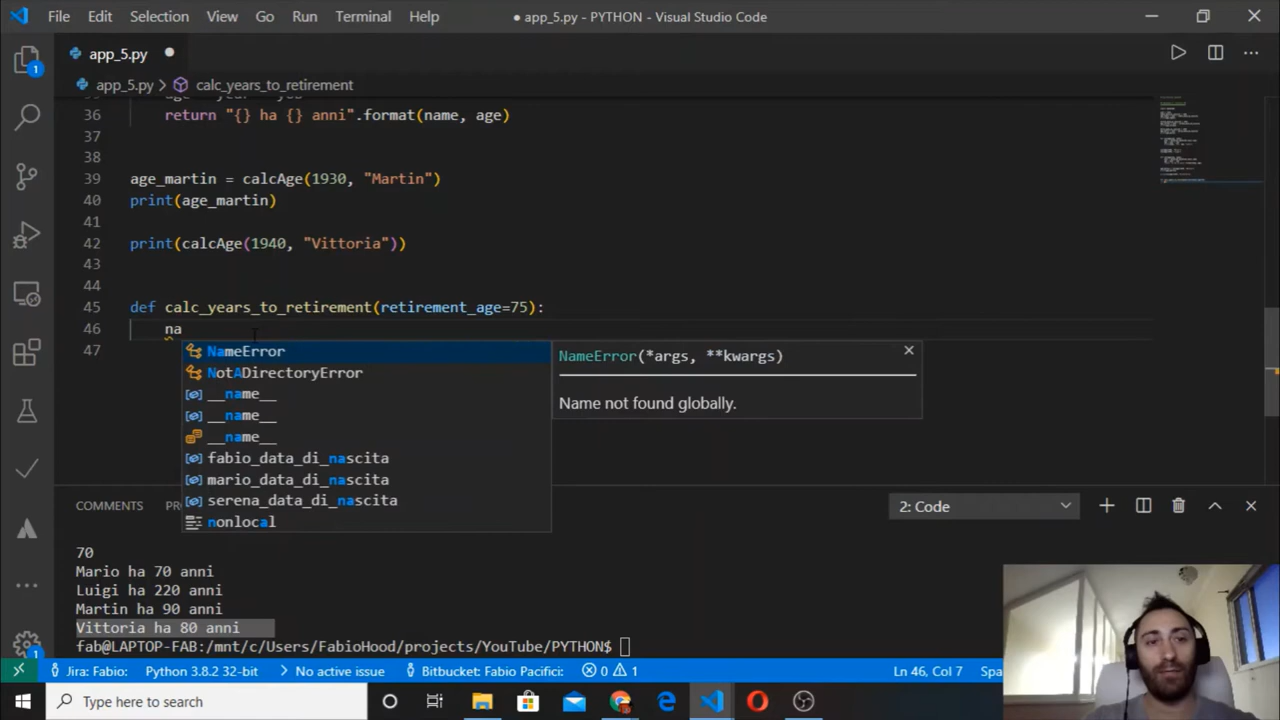 File Edit Selection View Go Run Terminal Help
● app_5.py - PYTHON - Visual Studio Code
app_5.py ●
app_5.py > calc_years_to_retirement
36 return "{} ha {} anni".format(name, age)
37
38
39 age_martin = calcAge(1930, "Martin")
40 print(age_martin)
41
42 print(calcAge(1940, "Vittoria"))
43
44
45 def calc_years_to_retirement(retirement_age=75):
46 na
47
NameError
NotADirectoryError
__name__
__name__
__name__
fabio_data_di_nascita
mario_data_di_nascita
serena_data_di_nascita
nonlocal
NameError(*args, **kwargs)
Name not found globally.
COMMENTS
2: Code
70
Mario ha 70 anni
Luigi ha 220 anni
Martin ha 90 anni
Vittoria ha 80 anni
fab@LAPTOP-FAB:/mnt/c/Users/FabioHood/projects/YouTube/PYTHON$
1
1
Jira: Fabio: Python 3.8.2 32-bit No active issue Bitbucket: Fabio Pacifici: 0 1 Ln 46, Col 7
Type here to search